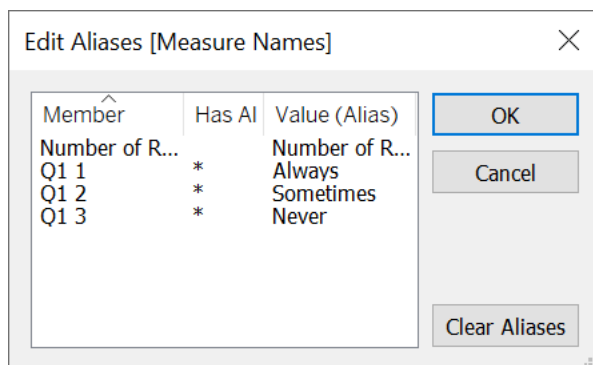 Edit Aliases [Measure Names]
Member Has Al Value (Alias)
Number of R... Number of R...
Q1 1 * Always
Q1 2 * Sometimes
Q1 3 * Never
OK
Cancel
Clear Aliases